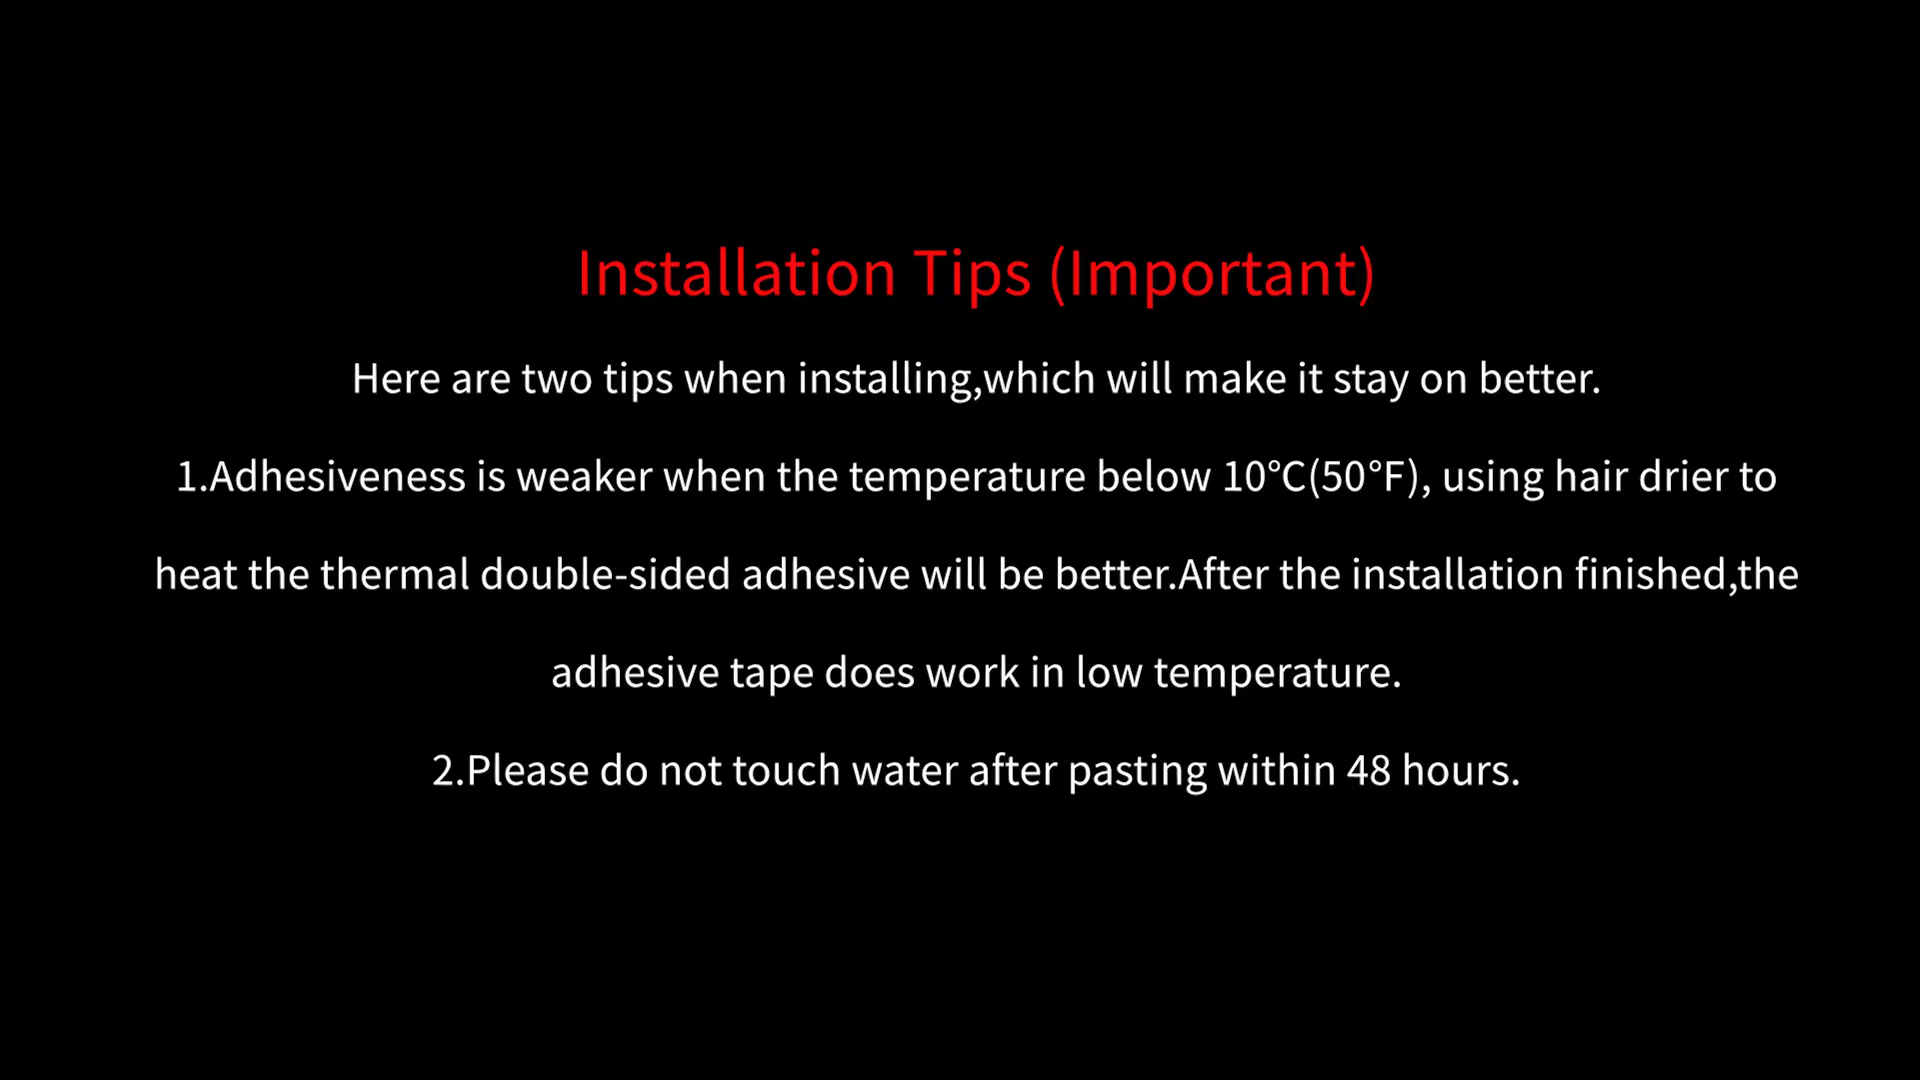 Installation Tips (Important)
Here are two tips when installing,which will make it stay on better.
1.Adhesiveness is weaker when the temperature below 10°C(50°F), using hair drier to
heat the thermal double-sided adhesive will be better.After the installation finished,the
adhesive tape does work in low temperature.
2.Please do not touch water after pasting within 48 hours.